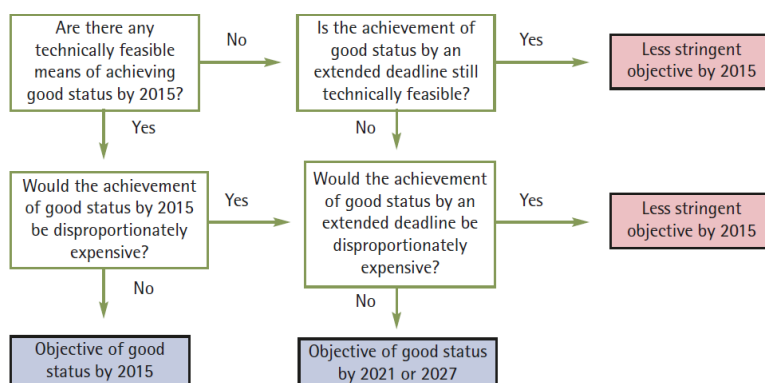 Are there any
technically feasible
means of achieving
good status by 2015?
No
Is the achievement of
good status by an
extended deadline still
technically feasible?
Yes
Less stringent
objective by 2015
Yes
No
Would the achievement
of good status by 2015
be disproportionately
expensive?
Yes
Would the achievement
of good status by an
extended deadline be
disproportionately
expensive?
Yes
Less stringent
objective by 2015
No
No
Objective of good
status by 2015
Objective of good status
by 2021 or 2027